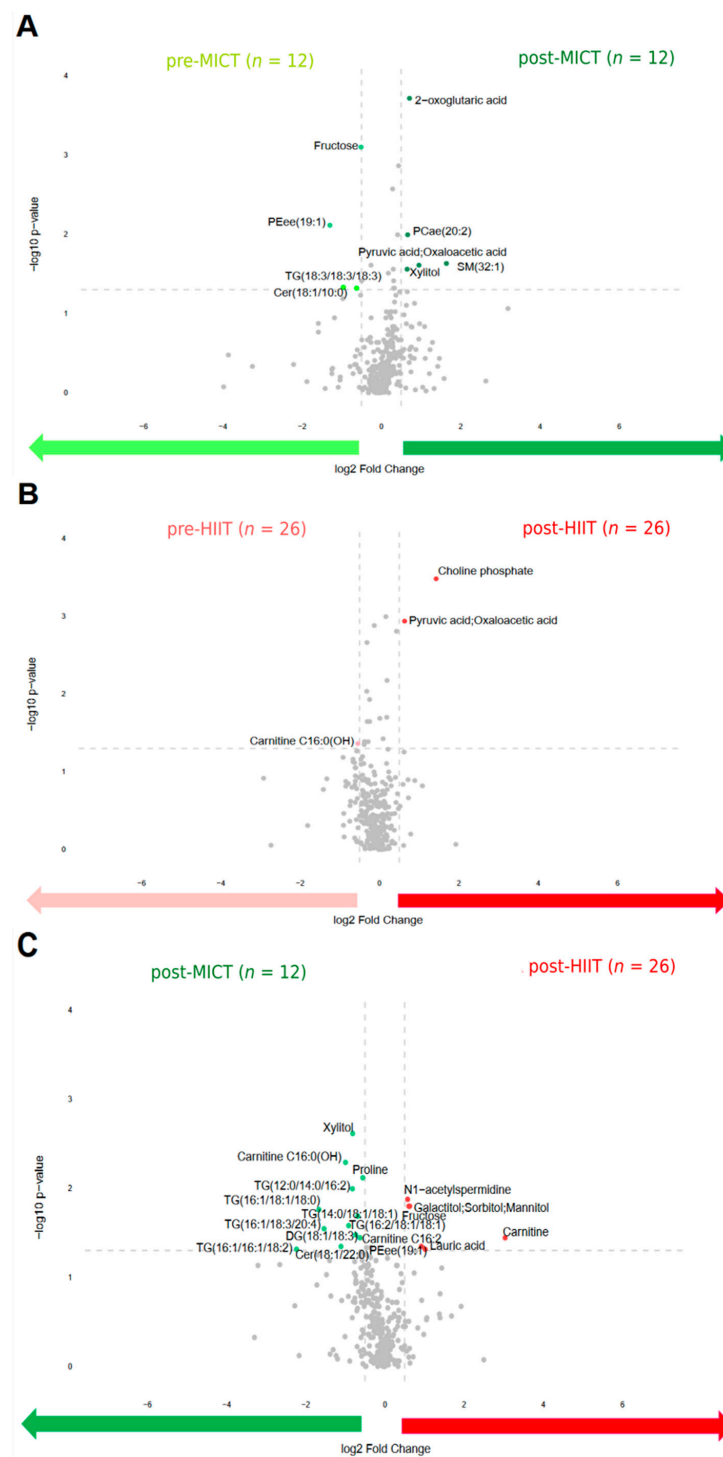 A
pre-MICT (n = 12)
post-MICT (n = 12)
4
2-oxoglutaric acid
3
Fructose
−log10 p-value
PEee(19:1)
2
PCae(20:2)
Pyruvic acid;Oxaloacetic acid
SM(32:1)
Xylitol
TG(18:3/18:3/18:3)
Cer(18:1/10:0)
1
0
-6 -4 -2 0 2 4 6
log2 Fold Change
B
pre-HIIT (n = 26)
post-HIIT (n = 26)
4
Choline phosphate
3
Pyruvic acid;Oxaloacetic acid
−log10 p-value
2
Carnitine C16:0(OH)
1
0
-6 -4 -2 0 2 4 6
log2 Fold Change
C
post-MICT (n = 12)
post-HIIT (n = 26)
4
3
Xylitol
Carnitine C16:0(OH)
−log10 p-value
Proline
2
TG(12:0/14:0/16:2)
N1−acetylspermidine
TG(16:1/18:1/18:0)
Galactitol;Sorbitol;Mannitol
TG(14:0/18:1/18:1)
Fructose
TG(16:1/18:3/20:4)
TG(16:2/18:1/18:1)
DG(18:1/18:3)
Carnitine C16:2
Carnitine
TG(16:1/16:1/18:2)
PEee(19:1)
Lauric acid
Cer(18:1/22:0)
1
0
-6 -4 -2 0 2 4 6
log2 Fold Change